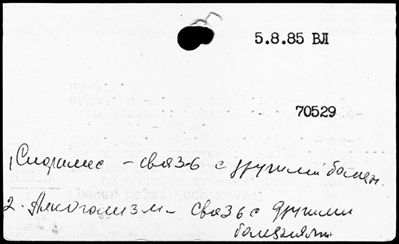 5.8.85 ВЛ
70529
1, Сифилис – связь с другими болезн.
2. Алкоголизм – связь с другими
болезнями